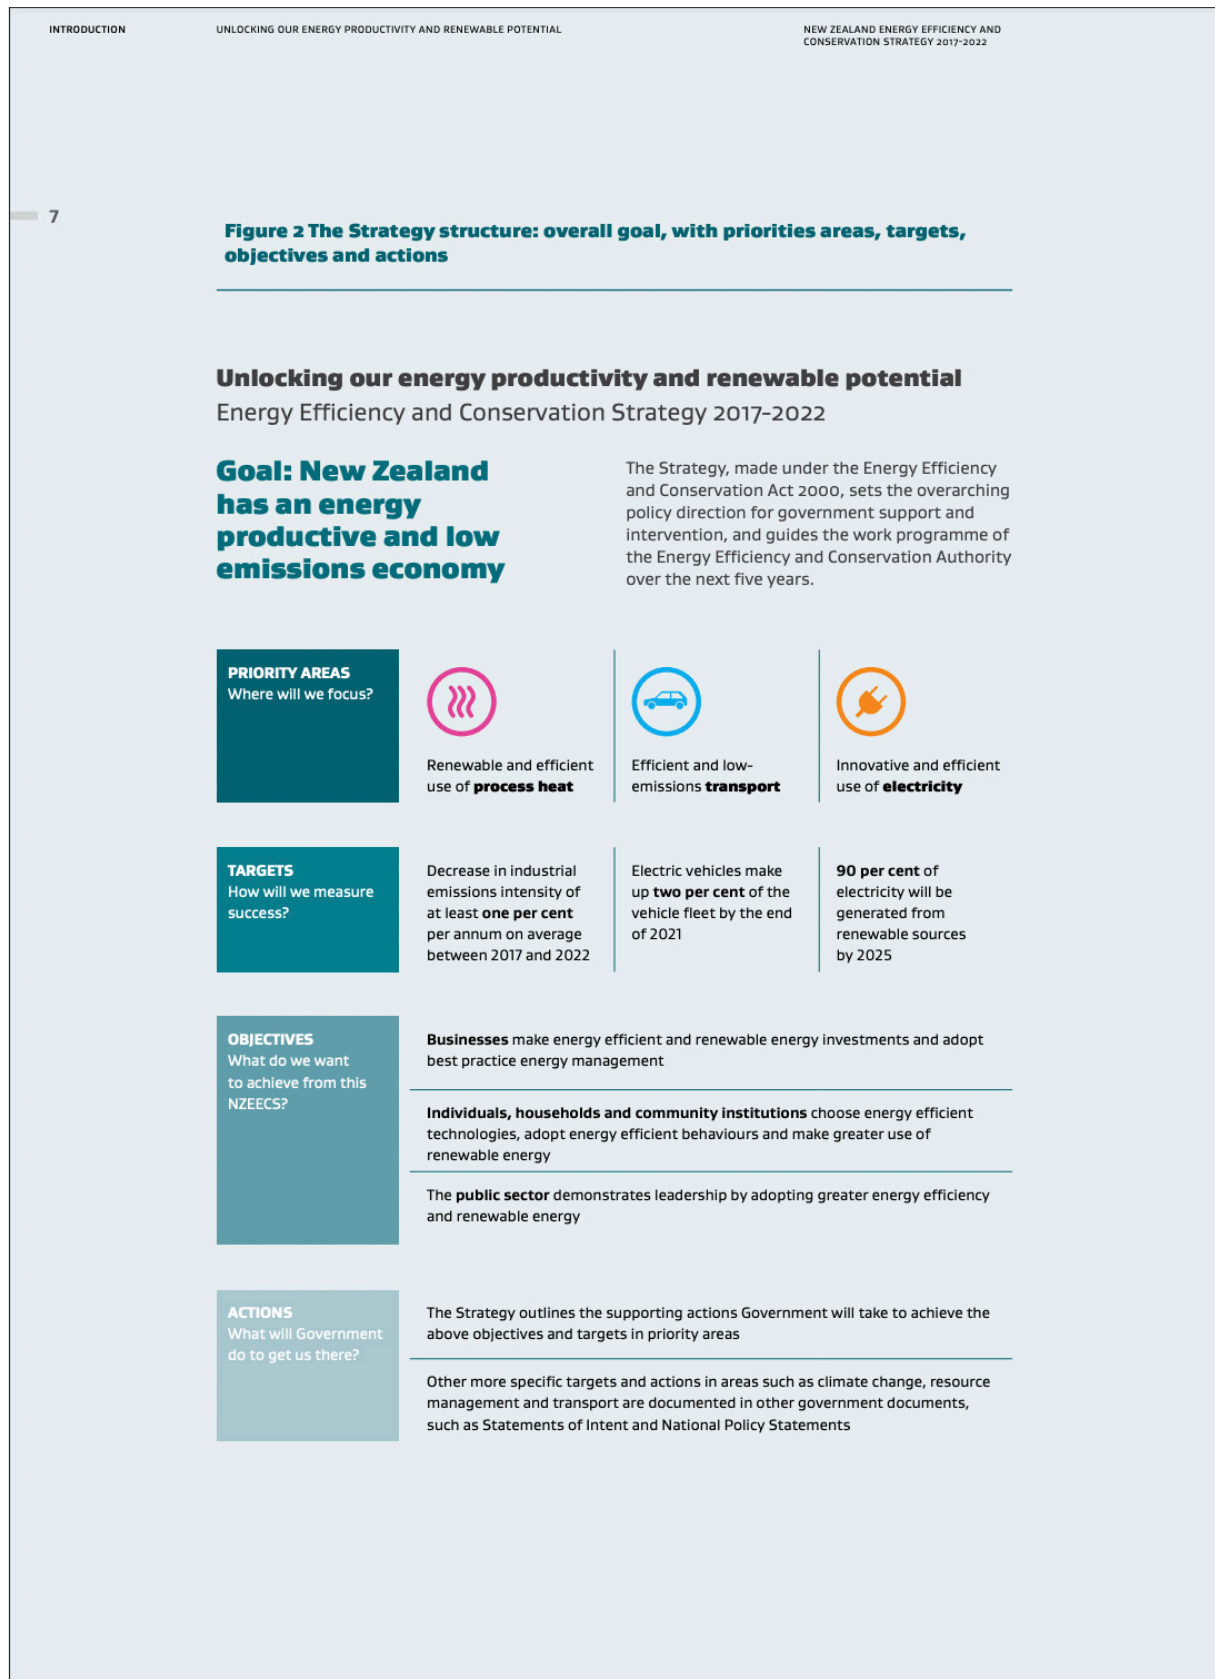 INTRODUCTION
UNLOCKING OUR ENERGY PRODUCTIVITY AND RENEWABLE POTENTIAL
NEW ZEALAND ENERGY EFFICIENCY AND
CONSERVATION STRATEGY 2017-2022
7
Figure 2 The Strategy structure: overall goal, with priorities areas, targets,
objectives and actions
Unlocking our energy productivity and renewable potential
Energy Efficiency and Conservation Strategy 2017-2022
Goal: New Zealand
has an energy
productive and low
emissions economy
The Strategy, made under the Energy Efficiency
and Conservation Act 2000, sets the overarching
policy direction for government support and
intervention, and guides the work programme of
the Energy Efficiency and Conservation Authority
over the next five years.
PRIORITY AREAS
Where will we focus?
Renewable and efficient
use of process heat
Efficient and low-
emissions transport
Innovative and efficient
use of electricity
TARGETS
How will we measure
success?
Decrease in industrial
emissions intensity of
at least one per cent
per annum on average
between 2017 and 2022
Electric vehicles make
up two per cent of the
vehicle fleet by the end
of 2021
90 per cent of
electricity will be
generated from
renewable sources
by 2025
OBJECTIVES
What do we want
to achieve from this
NZEECS?
Businesses make energy efficient and renewable energy investments and adopt
best practice energy management
Individuals, households and community institutions choose energy efficient
technologies, adopt energy efficient behaviours and make greater use of
renewable energy
The public sector demonstrates leadership by adopting greater energy efficiency
and renewable energy
ACTIONS
What will Government
do to get us there?
The Strategy outlines the supporting actions Government will take to achieve the
above objectives and targets in priority areas
Other more specific targets and actions in areas such as climate change, resource
management and transport are documented in other government documents,
such as Statements of Intent and National Policy Statements